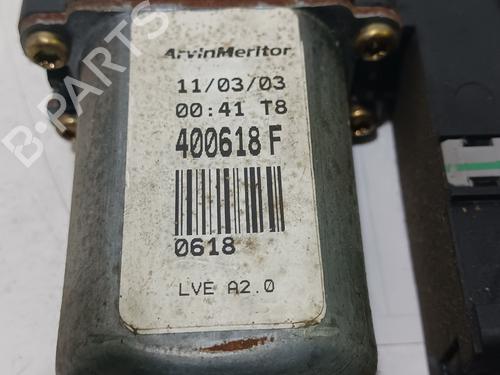 ArvinMeritor
11/03/03
00:41 T8
400618 F
0618
LVE A2.0
B-PARTS